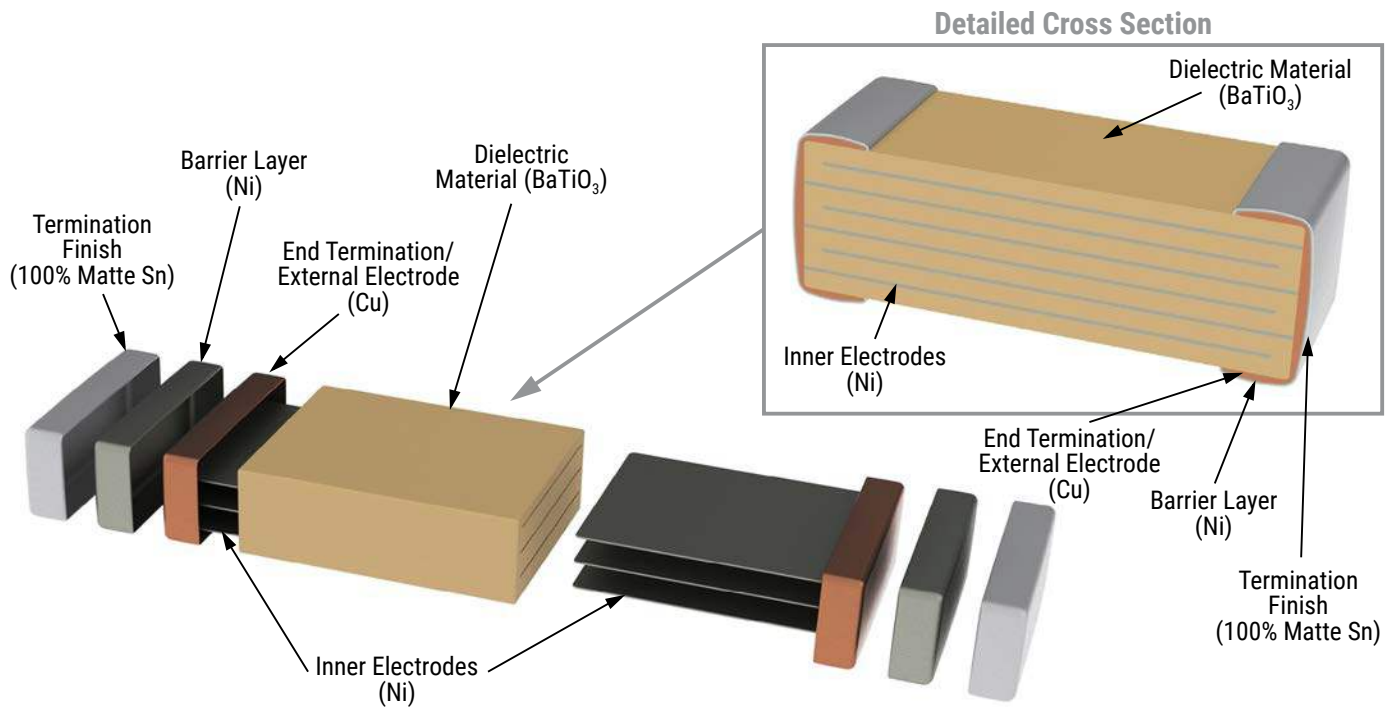 Detailed Cross Section
Dielectric Material
(BaTiO₃)
Barrier Layer
(Ni)
Dielectric
Material (BaTiO₃)
Termination
Finish
(100% Matte Sn)
End Termination/
External Electrode
(Cu)
Inner Electrodes
(Ni)
End Termination/
External Electrode
(Cu)
Barrier Layer
(Ni)
Termination
Finish
(100% Matte Sn)
Inner Electrodes
(Ni)